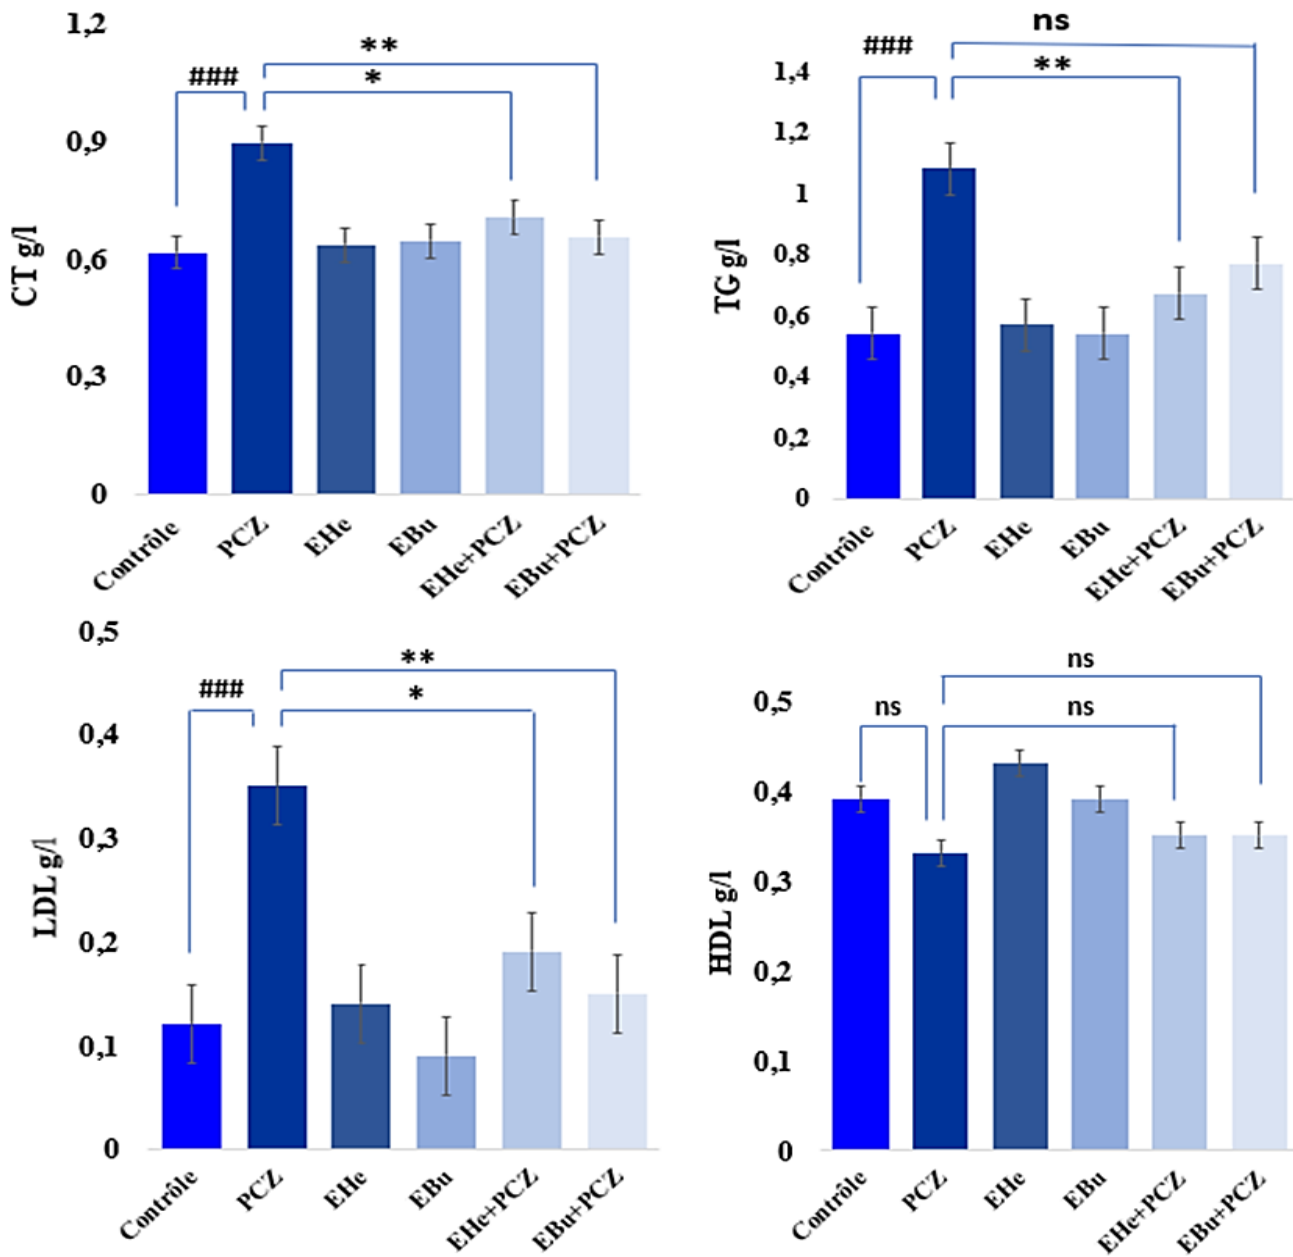 1,2
**
###
*
0,9
0,6
0,3
0
CT g/l
Contrôle
PCZ
EHe
EBu
EHe+PCZ
EBu+PCZ
ns
###
**
1,4
1,2
1
0,8
0,6
0,4
0,2
0
TG g/l
Contrôle
PCZ
EHe
EBu
EHe+PCZ
EBu+PCZ
0,5
**
###
*
0,4
0,3
0,2
0,1
0
LDL g/l
Contrôle
PCZ
EHe
EBu
EHe+PCZ
EBu+PCZ
ns
0,5
ns
ns
0,4
0,3
0,2
0,1
0
HDL g/l
Contrôle
PCZ
EHe
EBu
EHe+PCZ
EBu+PCZ